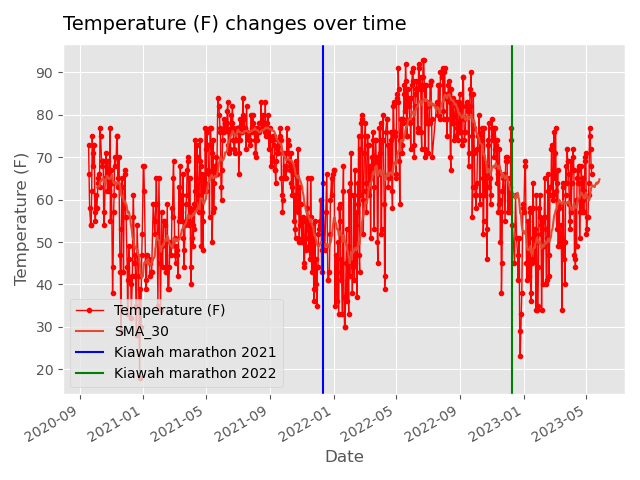 Temperature (F) changes over time
Temperature (F)
90
80
70
60
50
40
30
20
Temperature (F)
SMA_30
Kiawah marathon 2021
Kiawah marathon 2022
2020-09
2021-01
2021-05
2021-09
2022-01
2022-05
2022-09
2023-01
2023-05
Date